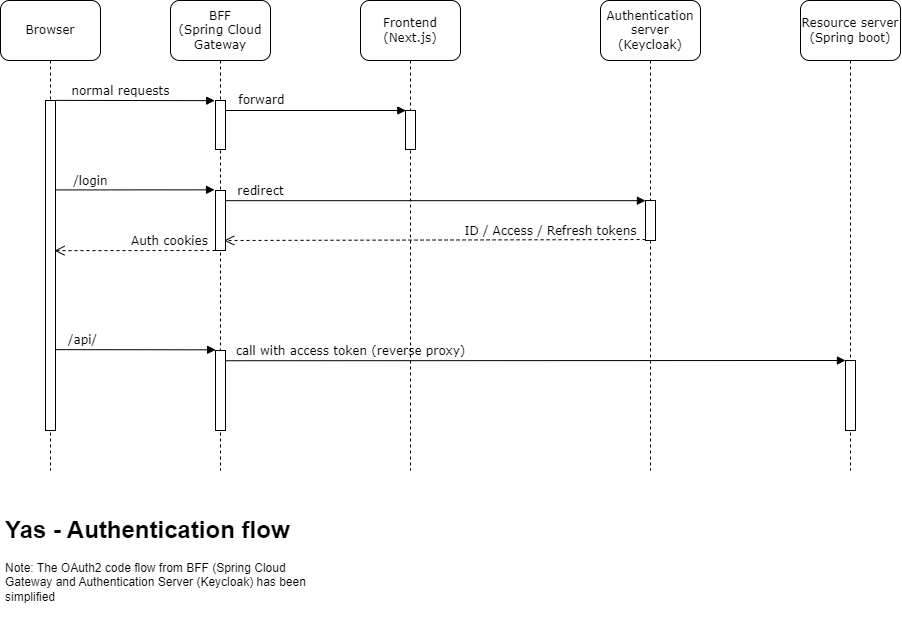 Browser
BFF
(Spring Cloud
Gateway
Frontend
(Next.js)
Authentication
server
(Keycloak)
Resource server
(Spring boot)
normal requests
forward
/login
redirect
ID / Access / Refresh tokens
Auth cookies
/api/
call with access token (reverse proxy)
Yas - Authentication flow
Note: The OAuth2 code flow from BFF (Spring Cloud
Gateway and Authentication Server (Keycloak) has been
simplified